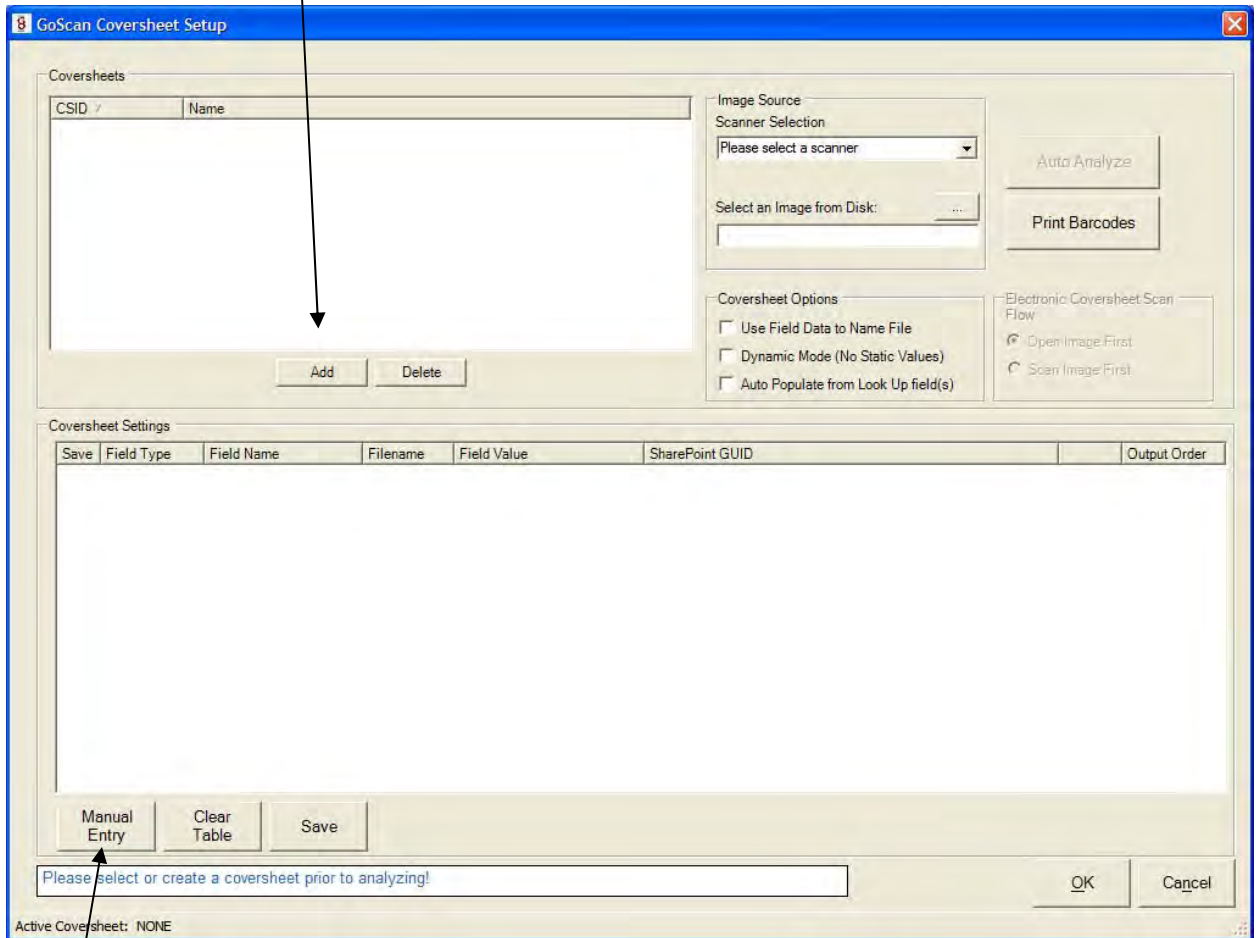 GoScan Coversheet Setup
Coversheets
CSID Name
Image Source
Scanner Selection
Please select a scanner
Select an Image from Disk: ...
Auto Analyze
Print Barcodes
Add Delete
Coversheet Options
Use Field Data to Name File
Dynamic Mode (No Static Values)
Auto Populate from Look Up field(s)
Electronic Coversheet Scan
Flow
Open Image First
Scan Image First
Coversheet Settings
Save Field Type Field Name Filename Field Value SharePoint GUID Output Order
Manual
Entry
Clear
Table
Save
Please select or create a coversheet prior to analyzing!
OK Cancel
Active Coversheet: NONE